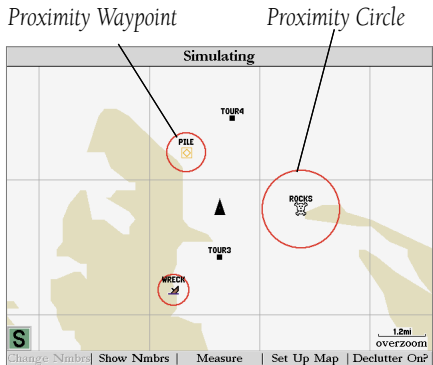 Proximity Waypoint
Proximity Circle
Simulating
TOUR4
PILE
ROCKS
TOUR3
WRECK
S
1.2mi
overzoom
Change Nmbrs
Show Nmbrs
Measure
Set Up Map
Declutter On?